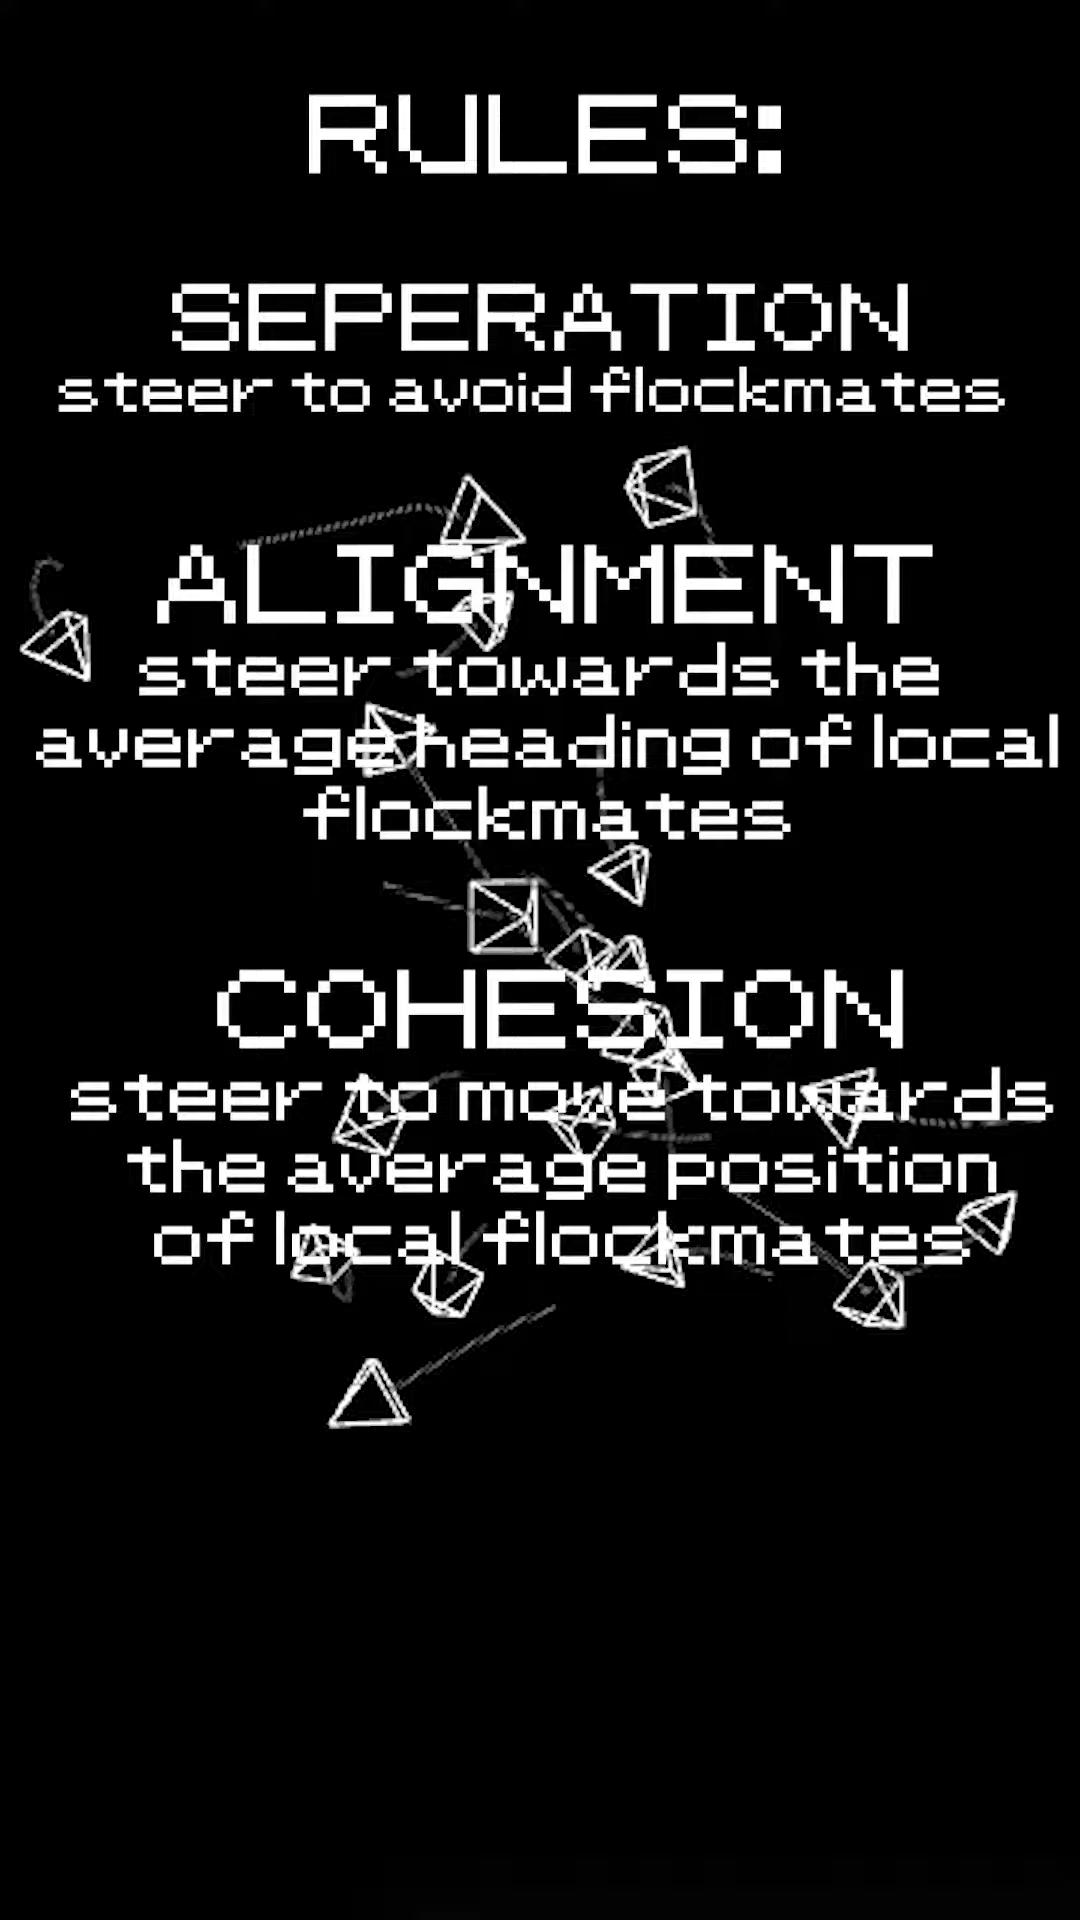 RULES:
SEPERATION
steer to avoid flockmates
ALIGNMENT
steer towards the
average heading of local
flockmates
COHESION
steer to move towards
the average position
of local flockmates